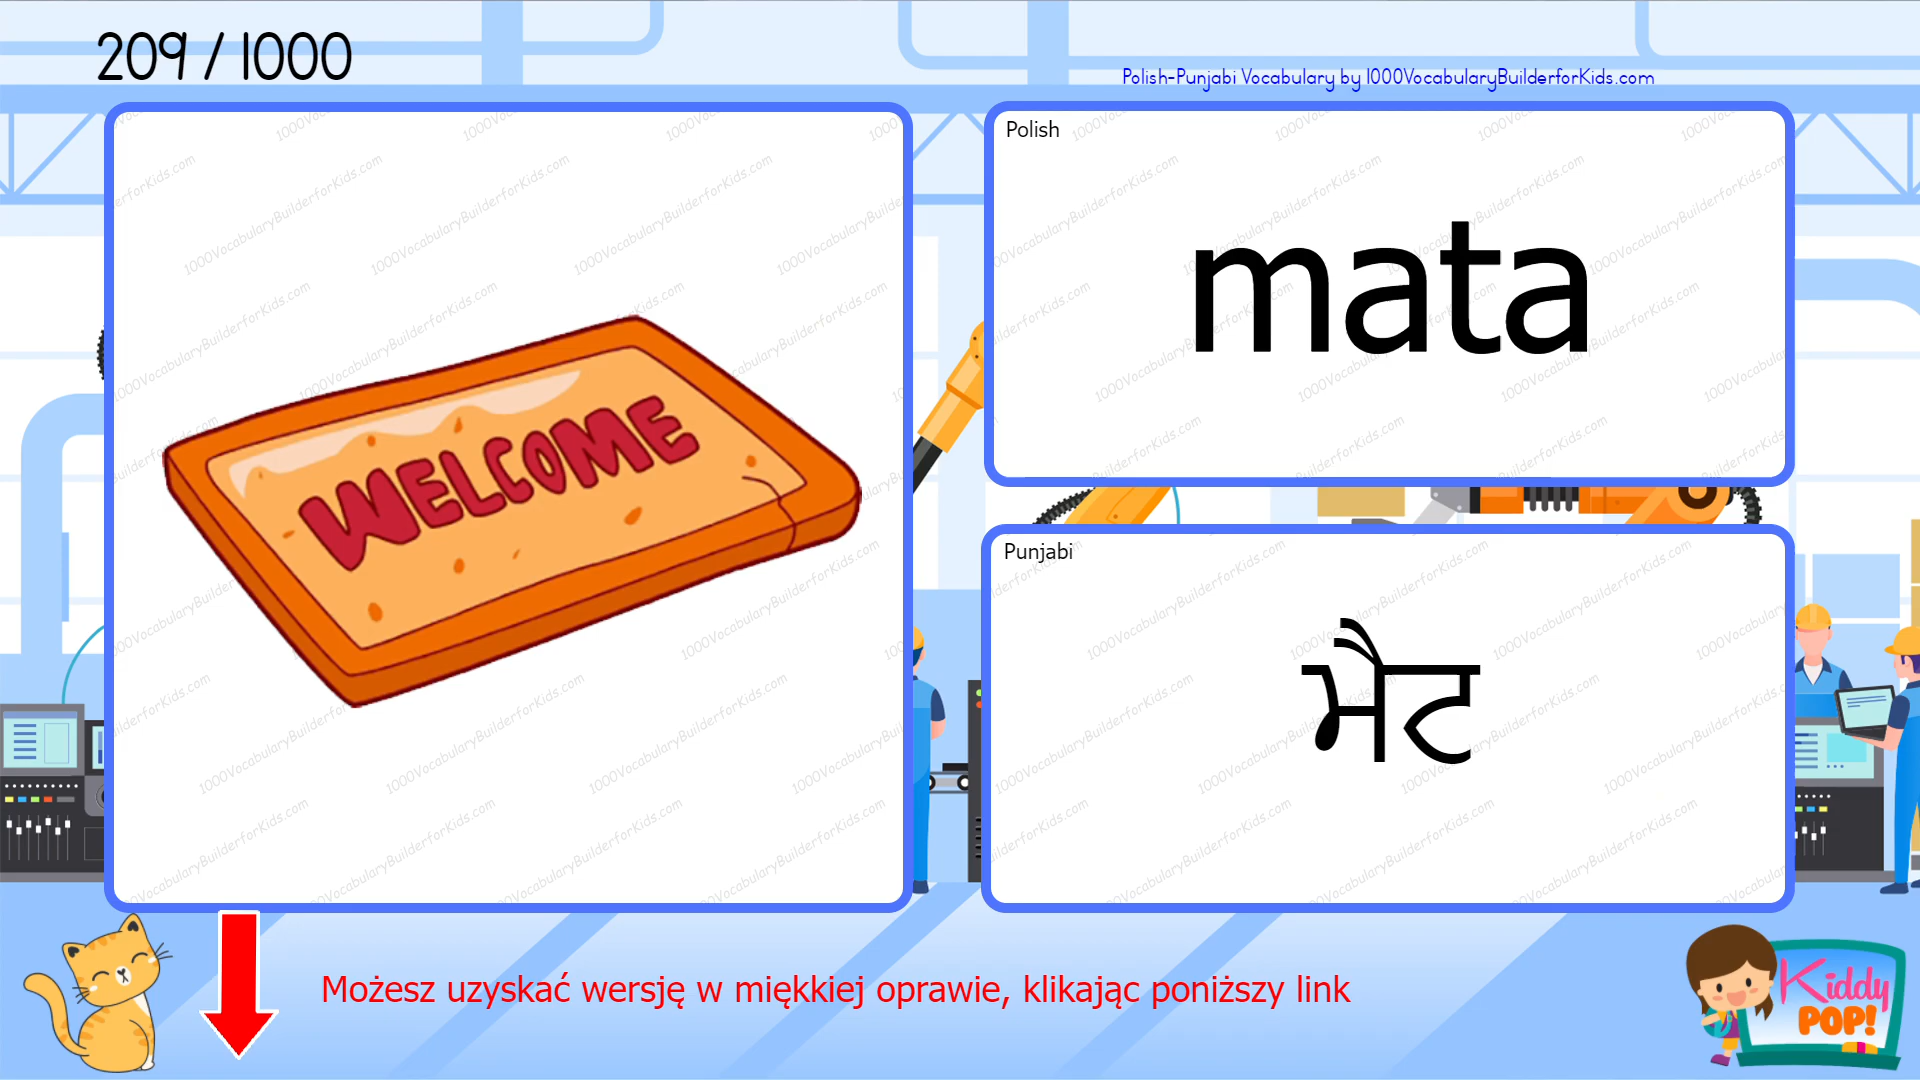 209 / 1000
Polish-Punjabi Vocabulary by 1000VocabularyBuilderforKids.com
WELCOME
Polish
mata
Punjabi
ਮੈਟ
Możesz uzyskać wersję w miękkiej oprawie, klikając poniższy link
Kiddy
POP!